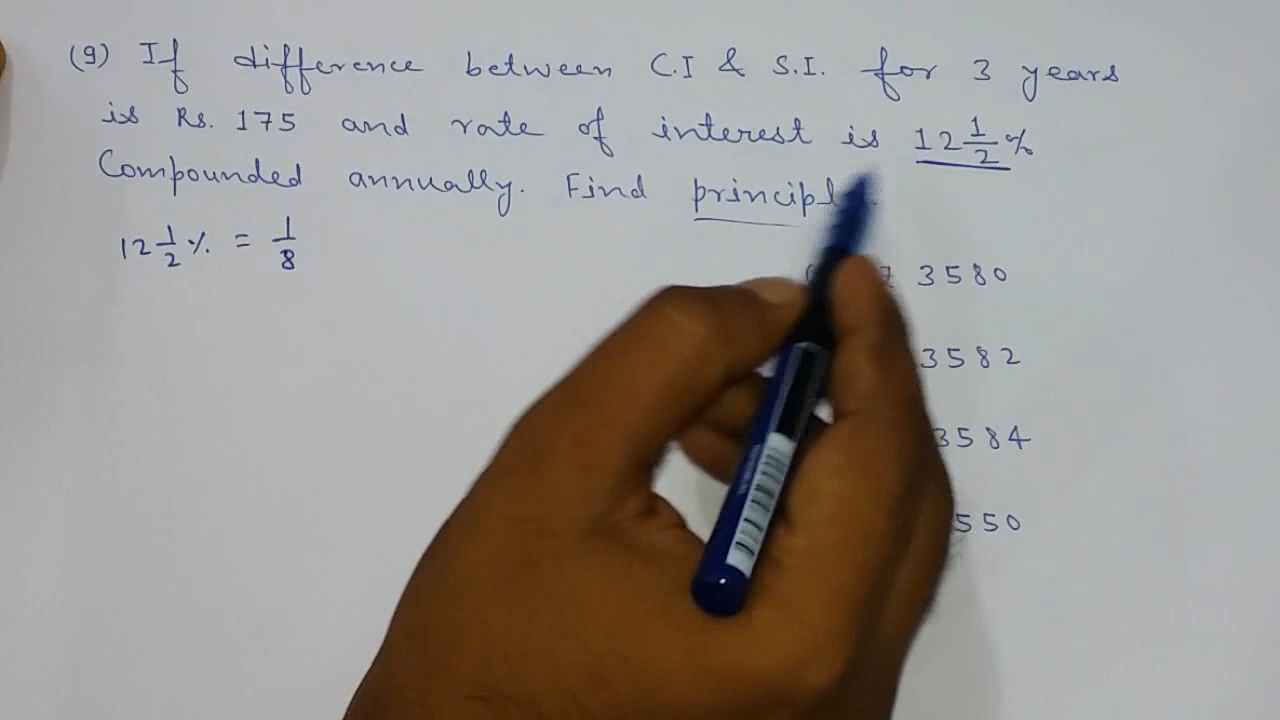 (9) If difference between C.I & S.I. for 3 years
is Rs. 175 and rate of interest is 12 1/2 %
Compounded annually. Find
12 1/2 % = 1/8
3580
3582
3584
550